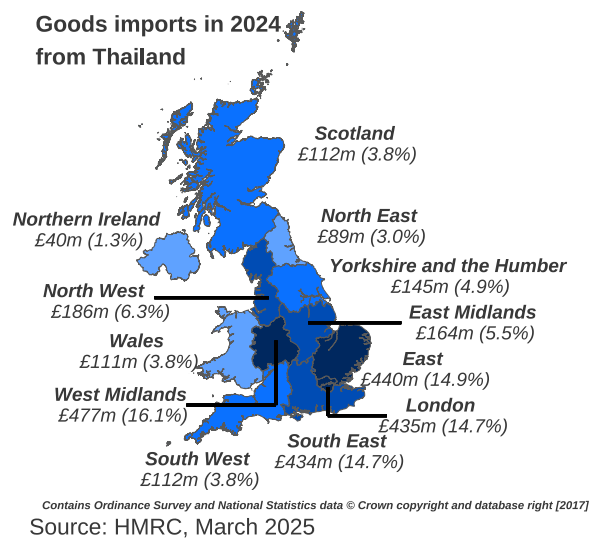 Goods imports in 2024
from Thailand
Scotland
£112m (3.8%)
Northern Ireland
£40m (1.3%)
North East
£89m (3.0%)
Yorkshire and the Humber
£145m (4.9%)
North West
£186m (6.3%)
East Midlands
£164m (5.5%)
Wales
£111m (3.8%)
East
£440m (14.9%)
West Midlands
£477m (16.1%)
London
£435m (14.7%)
South East
£434m (14.7%)
South West
£112m (3.8%)
Contains Ordinance Survey and National Statistics data © Crown copyright and database right [2017]
Source: HMRC, March 2025